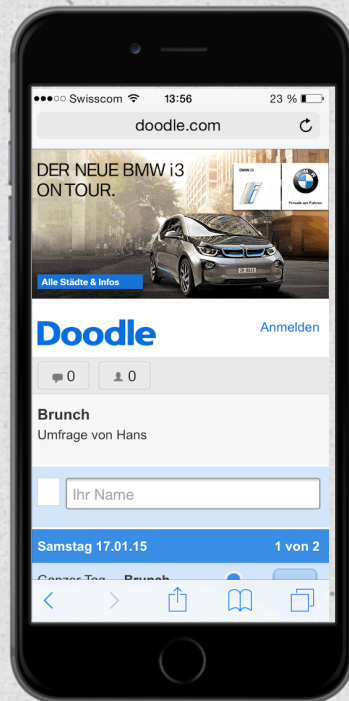 Swisscom 13:56 23 %
doodle.com
DER NEUE BMW i3
ON TOUR.
BMW i3
Freude am Fahren
Alle Städte & Infos
Doodle
Anmelden
0 0
Brunch
Umfrage von Hans
Ihr Name
Samstag 17.01.15 1 von 2
Ganzer Tag Brunch